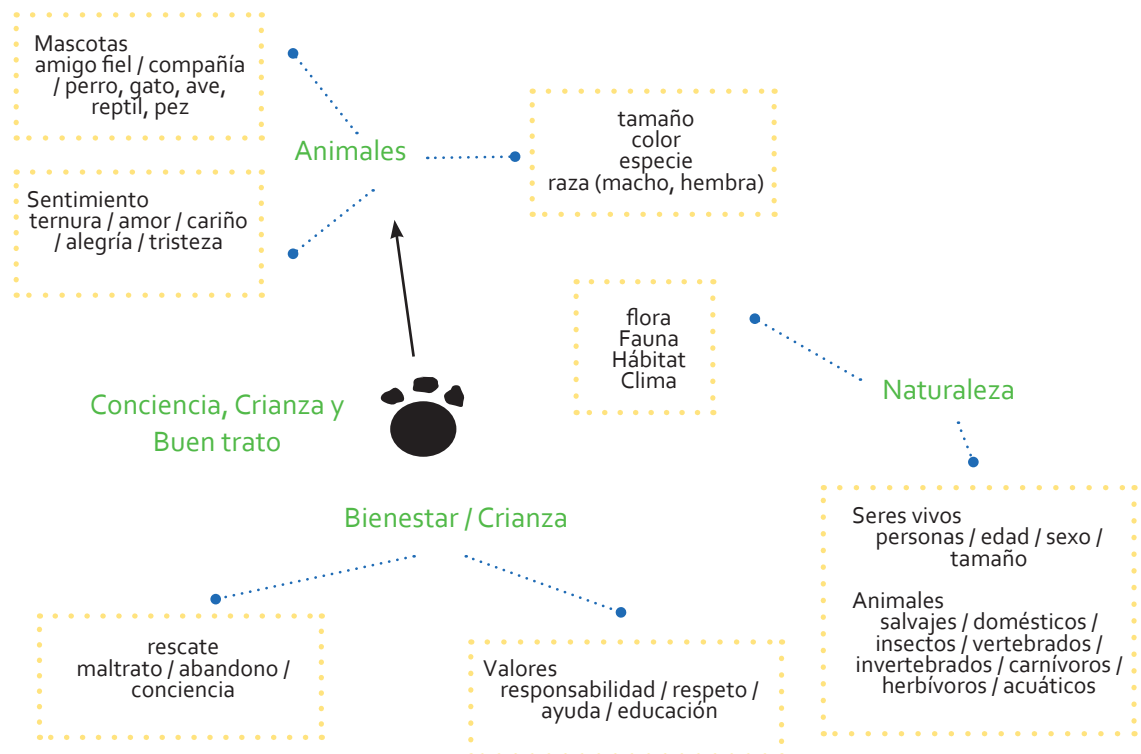 Mascotas
amigo fiel / compañía
/ perro, gato, ave,
reptil, pez
Animales
tamaño
color
especie
raza (macho, hembra)
Sentimiento
ternura / amor / cariño
/ alegría / tristeza
flora
Fauna
Hábitat
Clima
Naturaleza
Conciencia, Crianza y
Buen trato
Bienestar / Crianza
Seres vivos
personas / edad / sexo /
tamaño
Animales
salvajes / domésticos /
insectos / vertebrados /
invertebrados / carnívoros /
herbívoros / acuáticos
rescate
maltrato / abandono /
conciencia
Valores
responsabilidad / respeto /
ayuda / educación